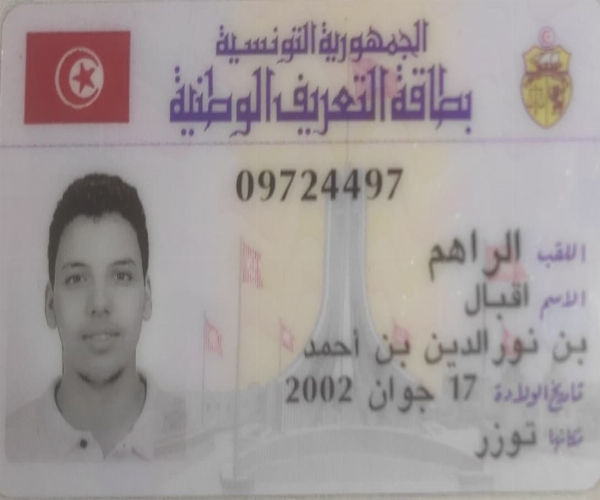 الجمهورية التونسية
بطاقة التعريف الوطنية
09724497
اللقب الراهم
الاسم اقبال
بن نورالدين بن أحمد
تاريخ الولادة 17 جوان 2002
مكانها توزر